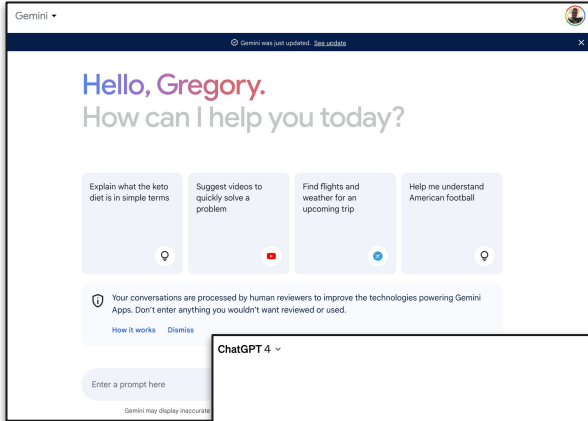 Gemini
Gemini was just updated. See update
Hello, Gregory.
How can I help you today?
Explain what the keto
diet is in simple terms
Suggest videos to
quickly solve a
problem
Find flights and
weather for an
upcoming trip
Help me understand
American football
Your conversations are processed by human reviewers to improve the technologies powering Gemini
Apps. Don't enter anything you wouldn't want reviewed or used.
How it works Dismiss
ChatGPT 4
Enter a prompt here
Gemini may display inaccurate